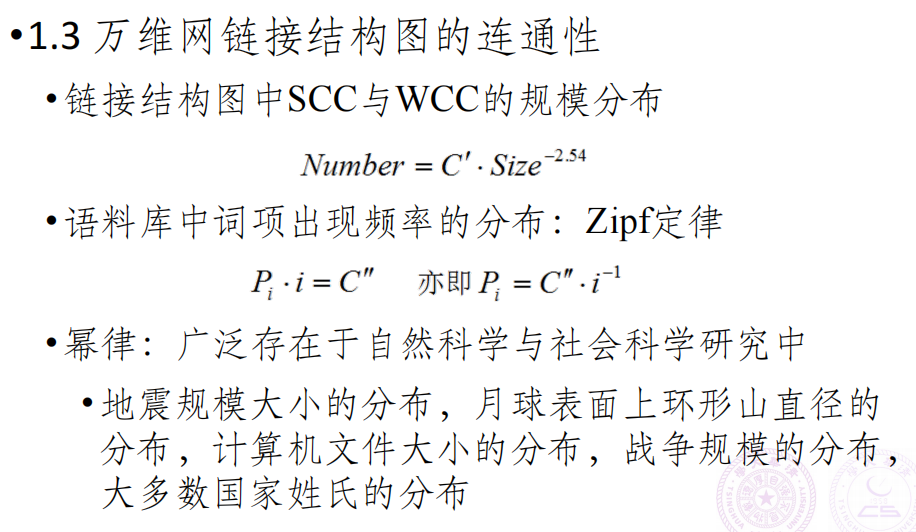 •1.3 万维网链接结构图的连通性
•链接结构图中SCC与WCC的规模分布
Number = C′ · Size^−2.54
•语料库中词项出现频率的分布：Zipf定律
P_i · i = C″ 亦即 P_i = C″ · i^−1
•幂律：广泛存在于自然科学与社会科学研究中
•地震规模大小的分布，月球表面上环形山直径的
分布，计算机文件大小的分布，战争规模的分布，
大多数国家姓氏的分布